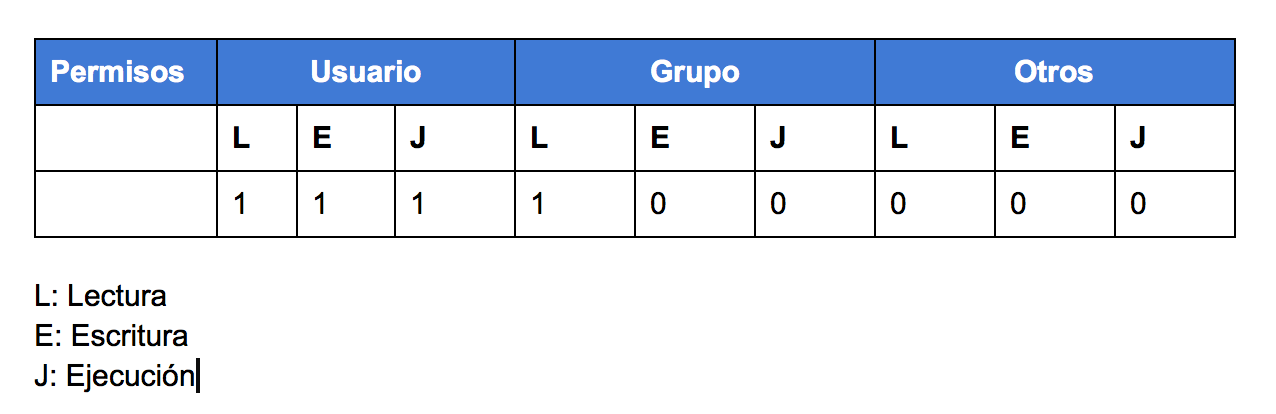 Permisos Usuario Grupo Otros
L E J L E J L E J
1 1 1 1 0 0 0 0 0
L: Lectura
E: Escritura
J: Ejecución